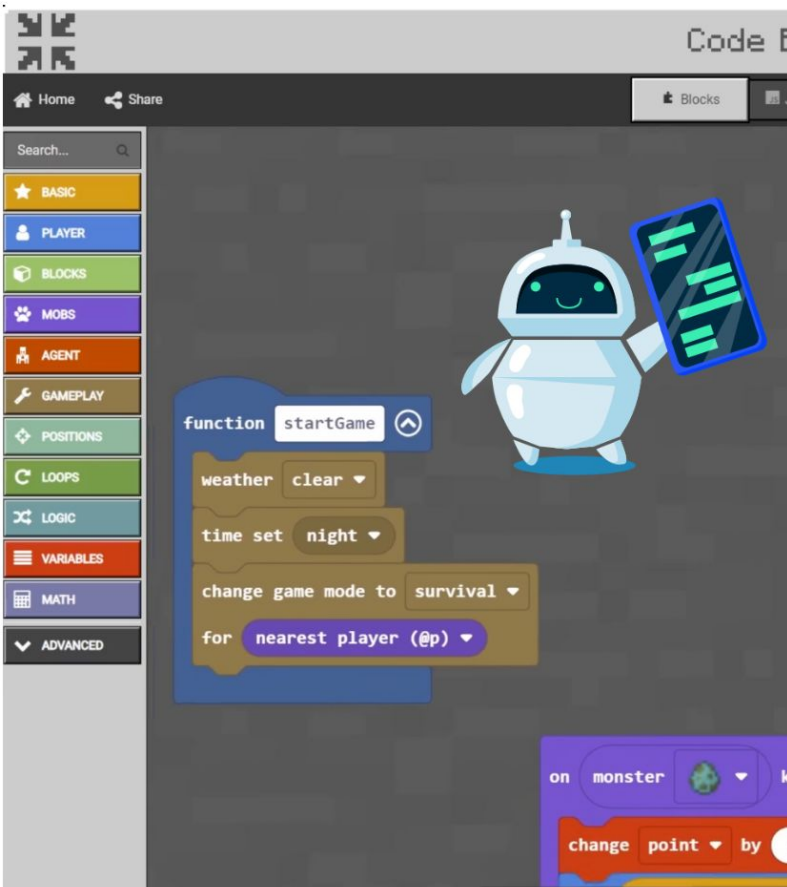 Code
Home
Share
Blocks
Search...
BASIC
PLAYER
BLOCKS
MOBS
AGENT
GAMEPLAY
POSITIONS
LOOPS
LOGIC
VARIABLES
MATH
ADVANCED
function startGame
weather clear
time set night
change game mode to survival
for nearest player (@p)
on monster
change point by